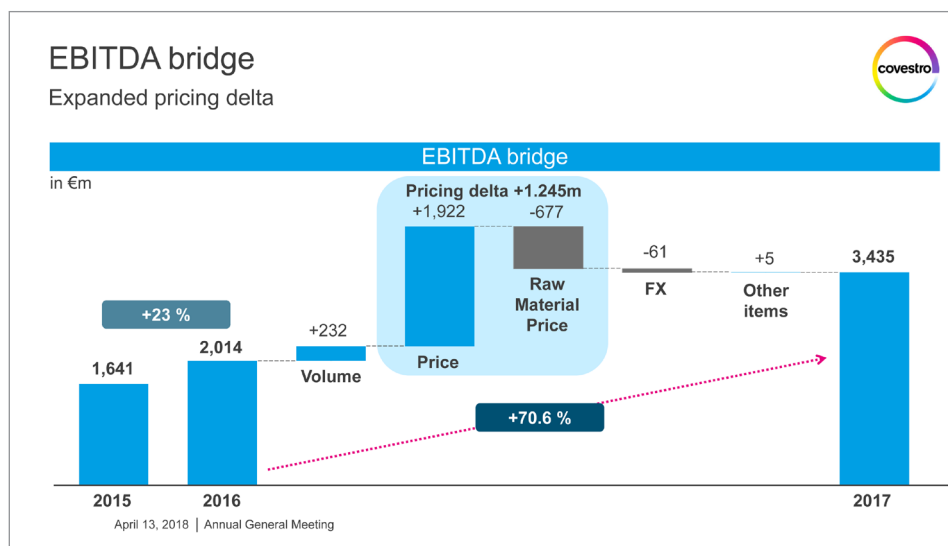 EBITDA bridge
Expanded pricing delta
covestro
EBITDA bridge
in €m
Pricing delta +1.245m
+1,922
-677
-61
+5
3,435
Raw
Material
Price
FX
Other
items
+23 %
+232
2,014
1,641
Volume
Price
+70.6 %
2015
2016
2017
April 13, 2018 | Annual General Meeting